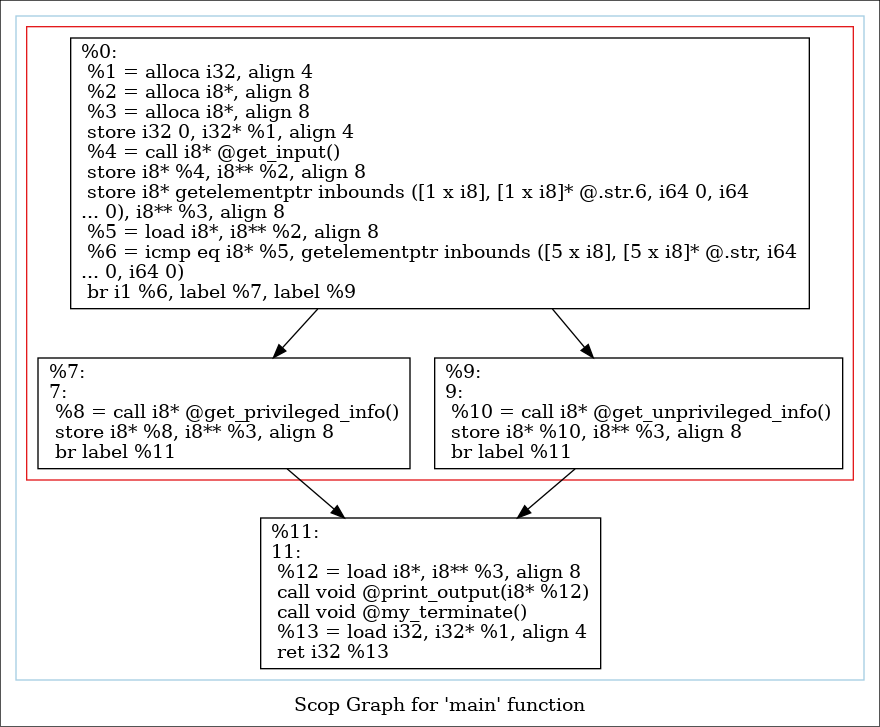 %0:
%1 = alloca i32, align 4
%2 = alloca i8*, align 8
%3 = alloca i8*, align 8
store i32 0, i32* %1, align 4
%4 = call i8* @get_input()
store i8* %4, i8** %2, align 8
store i8* getelementptr inbounds ([1 x i8], [1 x i8]* @.str.6, i64 0, i64
... 0), i8** %3, align 8
%5 = load i8*, i8** %2, align 8
%6 = icmp eq i8* %5, getelementptr inbounds ([5 x i8], [5 x i8]* @.str, i64
... 0, i64 0)
br i1 %6, label %7, label %9
%7:
7:
%8 = call i8* @get_privileged_info()
store i8* %8, i8** %3, align 8
br label %11
%9:
9:
%10 = call i8* @get_unprivileged_info()
store i8* %10, i8** %3, align 8
br label %11
%11:
11:
%12 = load i8*, i8** %3, align 8
call void @print_output(i8* %12)
call void @my_terminate()
%13 = load i32, i32* %1, align 4
ret i32 %13
Scop Graph for 'main' function